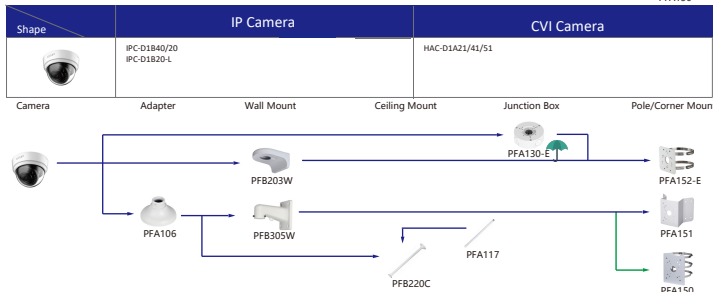 Shape
IP Camera
CVI Camera
IPC-D1B40/20
IPC-D1B20-L
HAC-D1A21/41/51
Camera
Adapter
Wall Mount
Ceiling Mount
Junction Box
Pole/Corner Moun
PFA130-E
PFB203W
PFA152-E
PFA106
PFB305W
PFA151
PFA117
PFB220C
PFA150